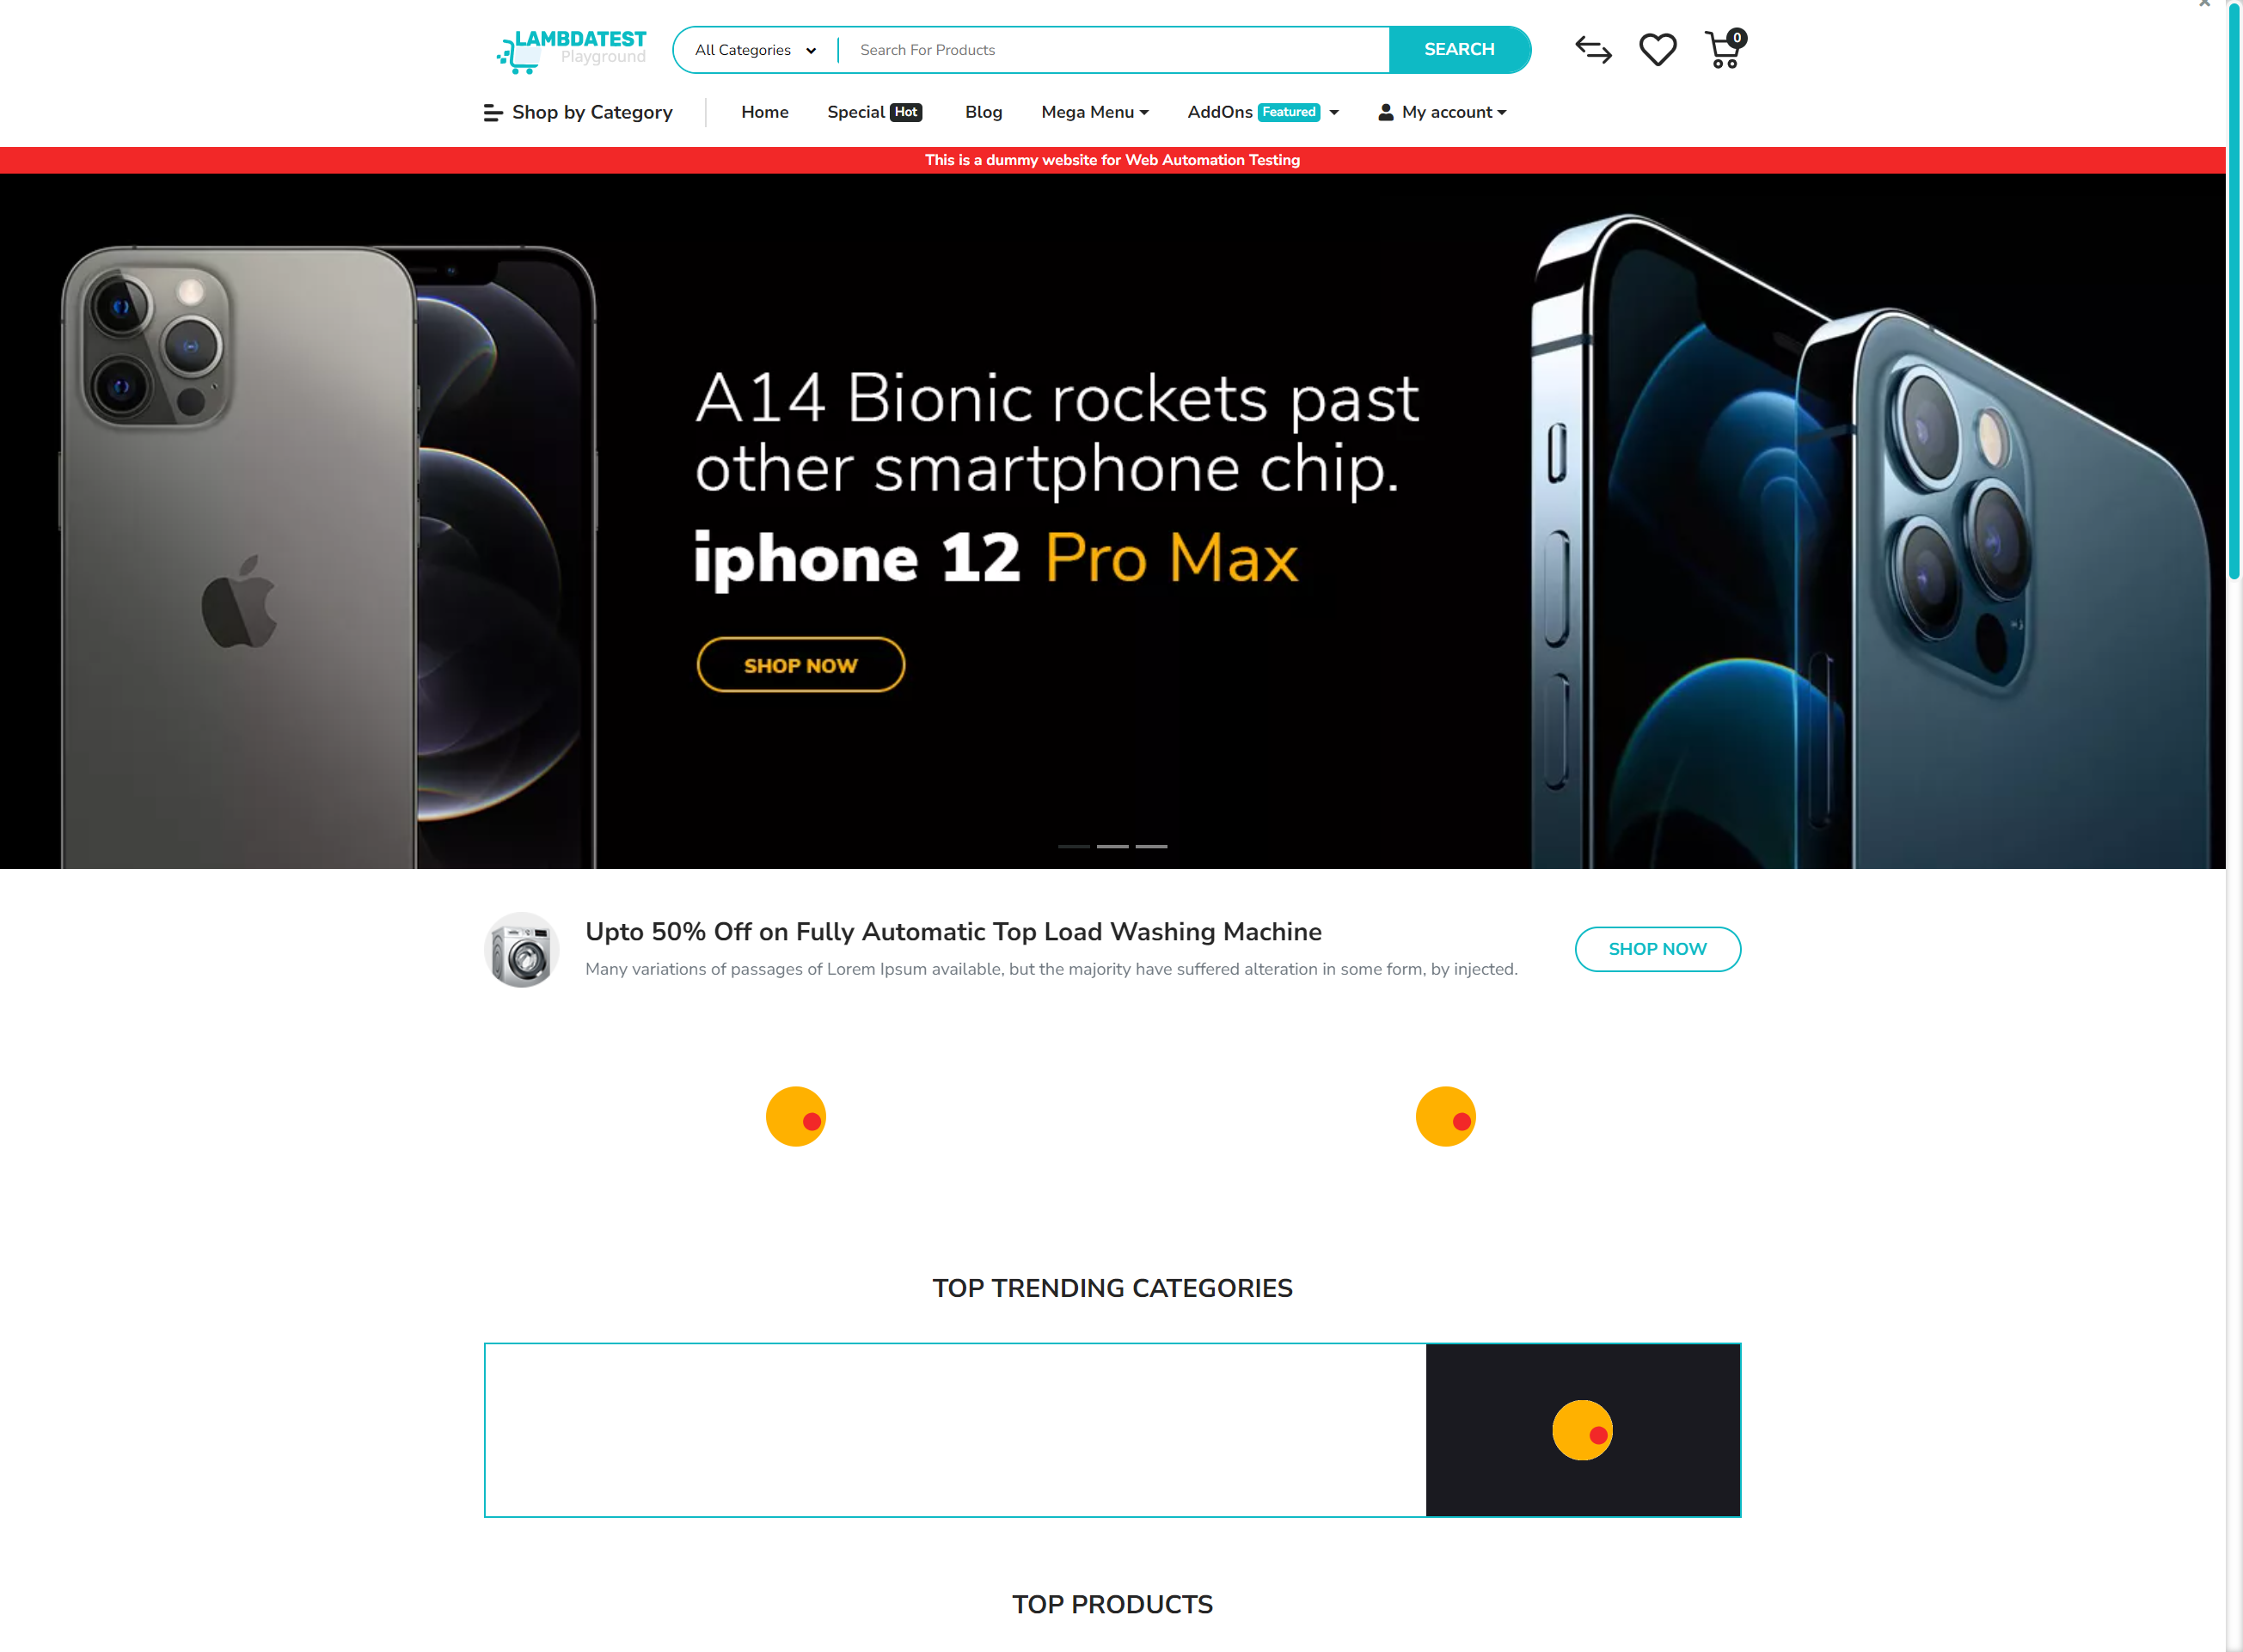 LAMBDATEST
Playground
All Categories
Search For Products
SEARCH
0
Shop by Category
Home
Special Hot
Blog
Mega Menu
AddOns Featured
My account
This is a dummy website for Web Automation Testing
A14 Bionic rockets past
other smartphone chip.
iphone 12 Pro Max
SHOP NOW
Upto 50% Off on Fully Automatic Top Load Washing Machine
Many variations of passages of Lorem Ipsum available, but the majority have suffered alteration in some form, by injected.
SHOP NOW
TOP TRENDING CATEGORIES
TOP PRODUCTS